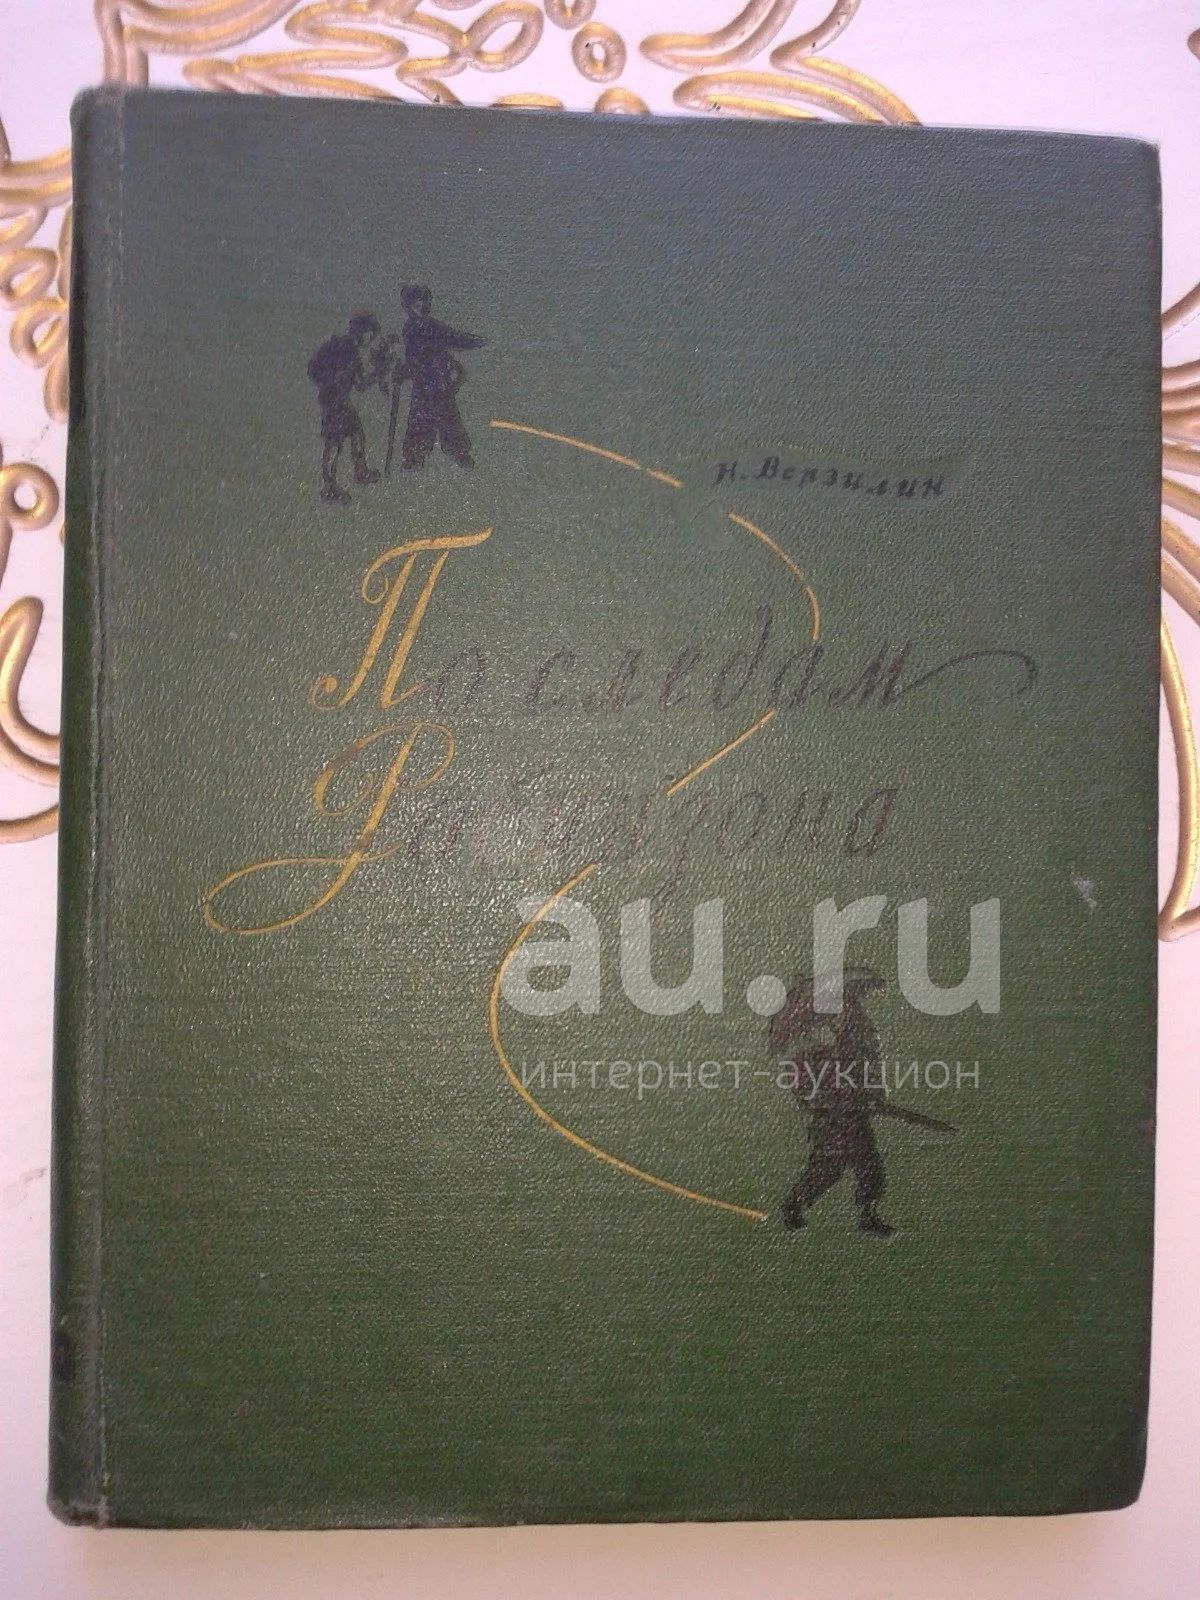 Н. Верзилин
По следам
Робинзона
au.ru
интернет-аукцион